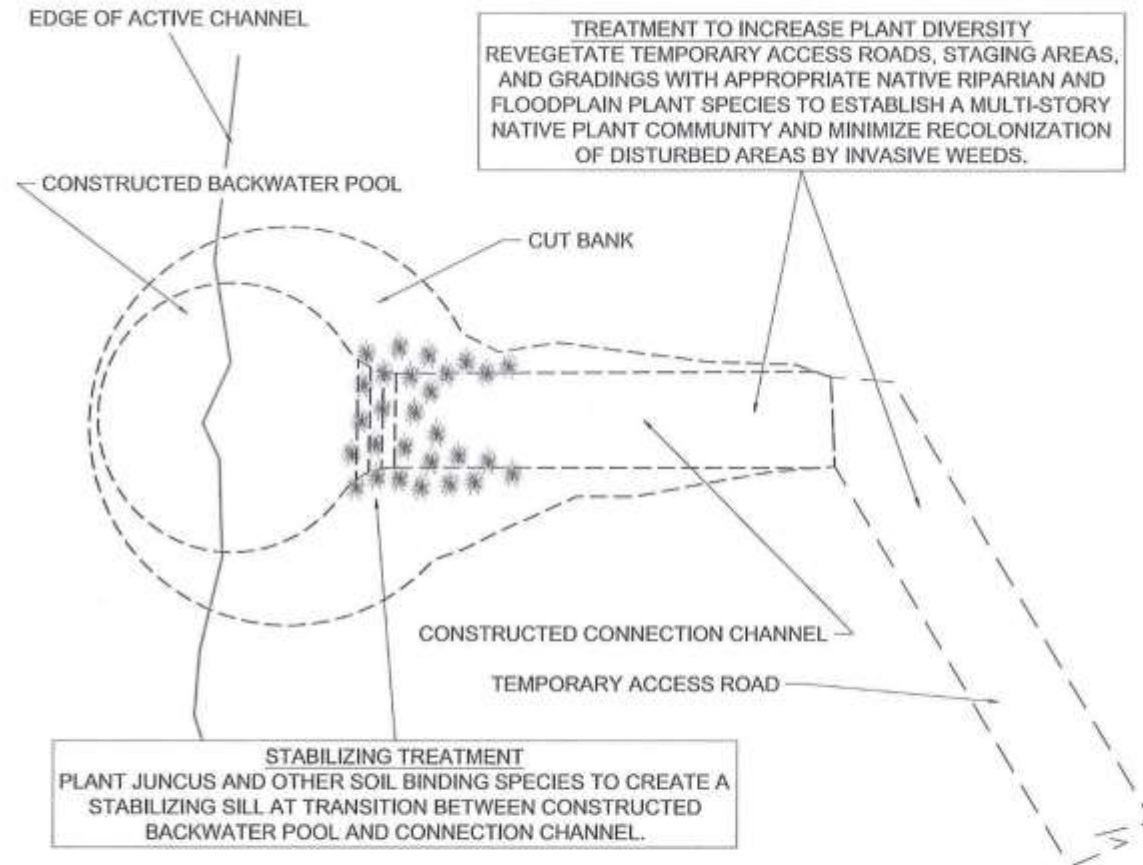 EDGE OF ACTIVE CHANNEL
TREATMENT TO INCREASE PLANT DIVERSITY
REVEGETATE TEMPORARY ACCESS ROADS, STAGING AREAS,
AND GRADINGS WITH APPROPRIATE NATIVE RIPARIAN AND
FLOODPLAIN PLANT SPECIES TO ESTABLISH A MULTI-STORY
NATIVE PLANT COMMUNITY AND MINIMIZE RECOLONIZATION
OF DISTURBED AREAS BY INVASIVE WEEDS.
CONSTRUCTED BACKWATER POOL
CUT BANK
CONSTRUCTED CONNECTION CHANNEL
TEMPORARY ACCESS ROAD
STABILIZING TREATMENT
PLANT JUNCUS AND OTHER SOIL BINDING SPECIES TO CREATE A
STABILIZING SILL AT TRANSITION BETWEEN CONSTRUCTED
BACKWATER POOL AND CONNECTION CHANNEL.